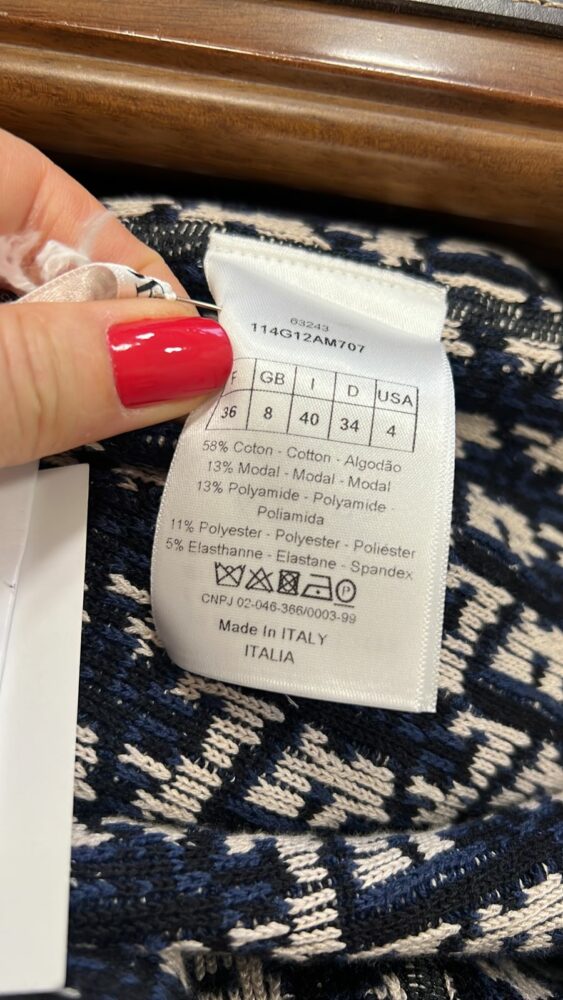 63243
114G12AM707
F GB I D USA
36 8 40 34 4
58% Coton - Cotton - Algodão
13% Modal - Modal - Modal
13% Polyamide - Polyamide -
Poliamida
11% Polyester - Polyester - Poliéster
5% Elasthanne - Elastane - Spandex
P
CNPJ 02-046-366/0003-99
Made In ITALY
ITALIA